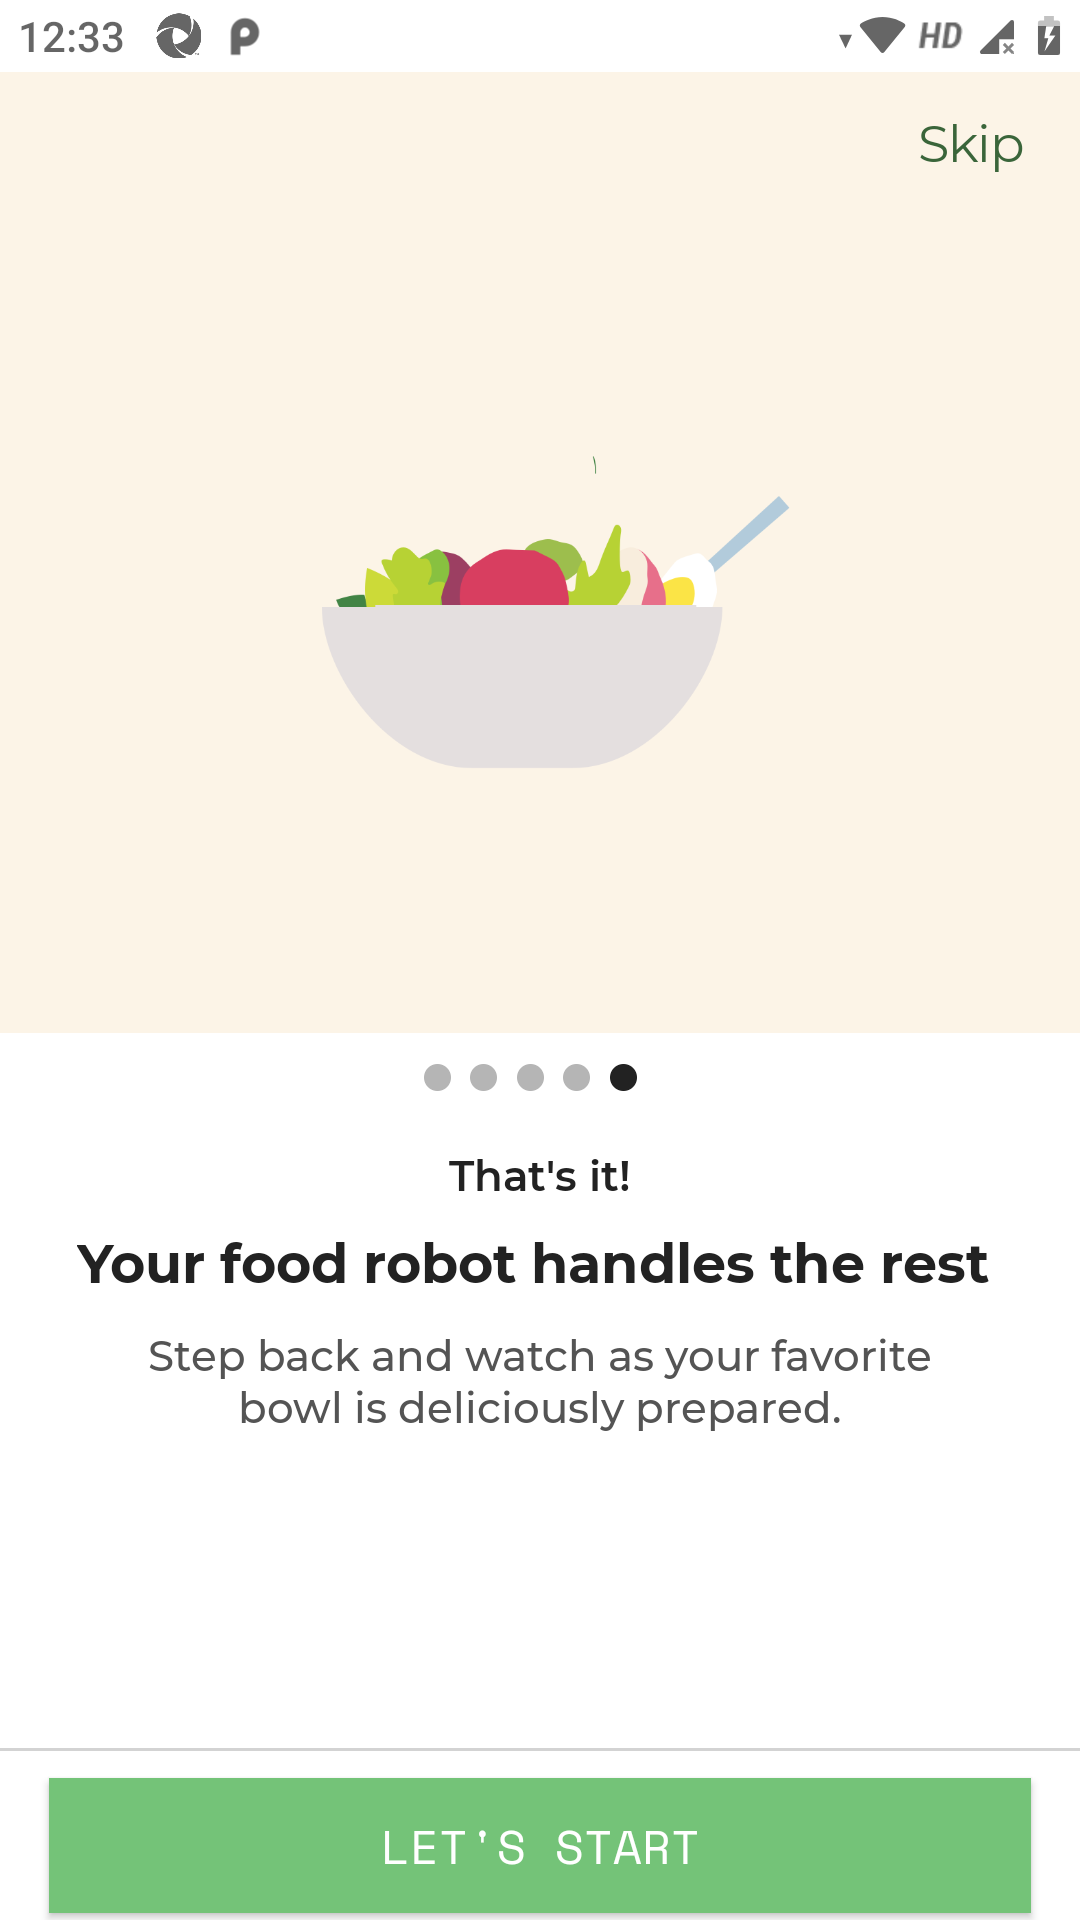 12:33
HD
Skip
That's it!
Your food robot handles the rest
Step back and watch as your favorite
bowl is deliciously prepared.
LET'S START